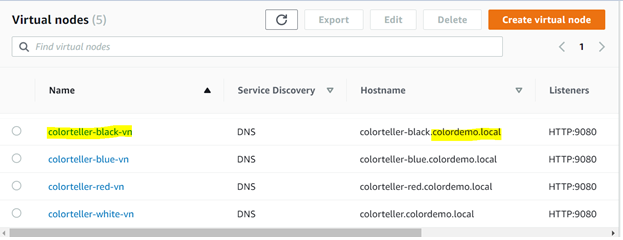 Virtual nodes (5)
Export
Edit
Delete
Create virtual node
Find virtual nodes
1
Name
Service Discovery
Hostname
Listeners
colorteller-black-vn DNS colorteller-black.colordemo.local HTTP:9080
colorteller-blue-vn DNS colorteller-blue.colordemo.local HTTP:9080
colorteller-red-vn DNS colorteller-red.colordemo.local HTTP:9080
colorteller-white-vn DNS colorteller.colordemo.local HTTP:9080